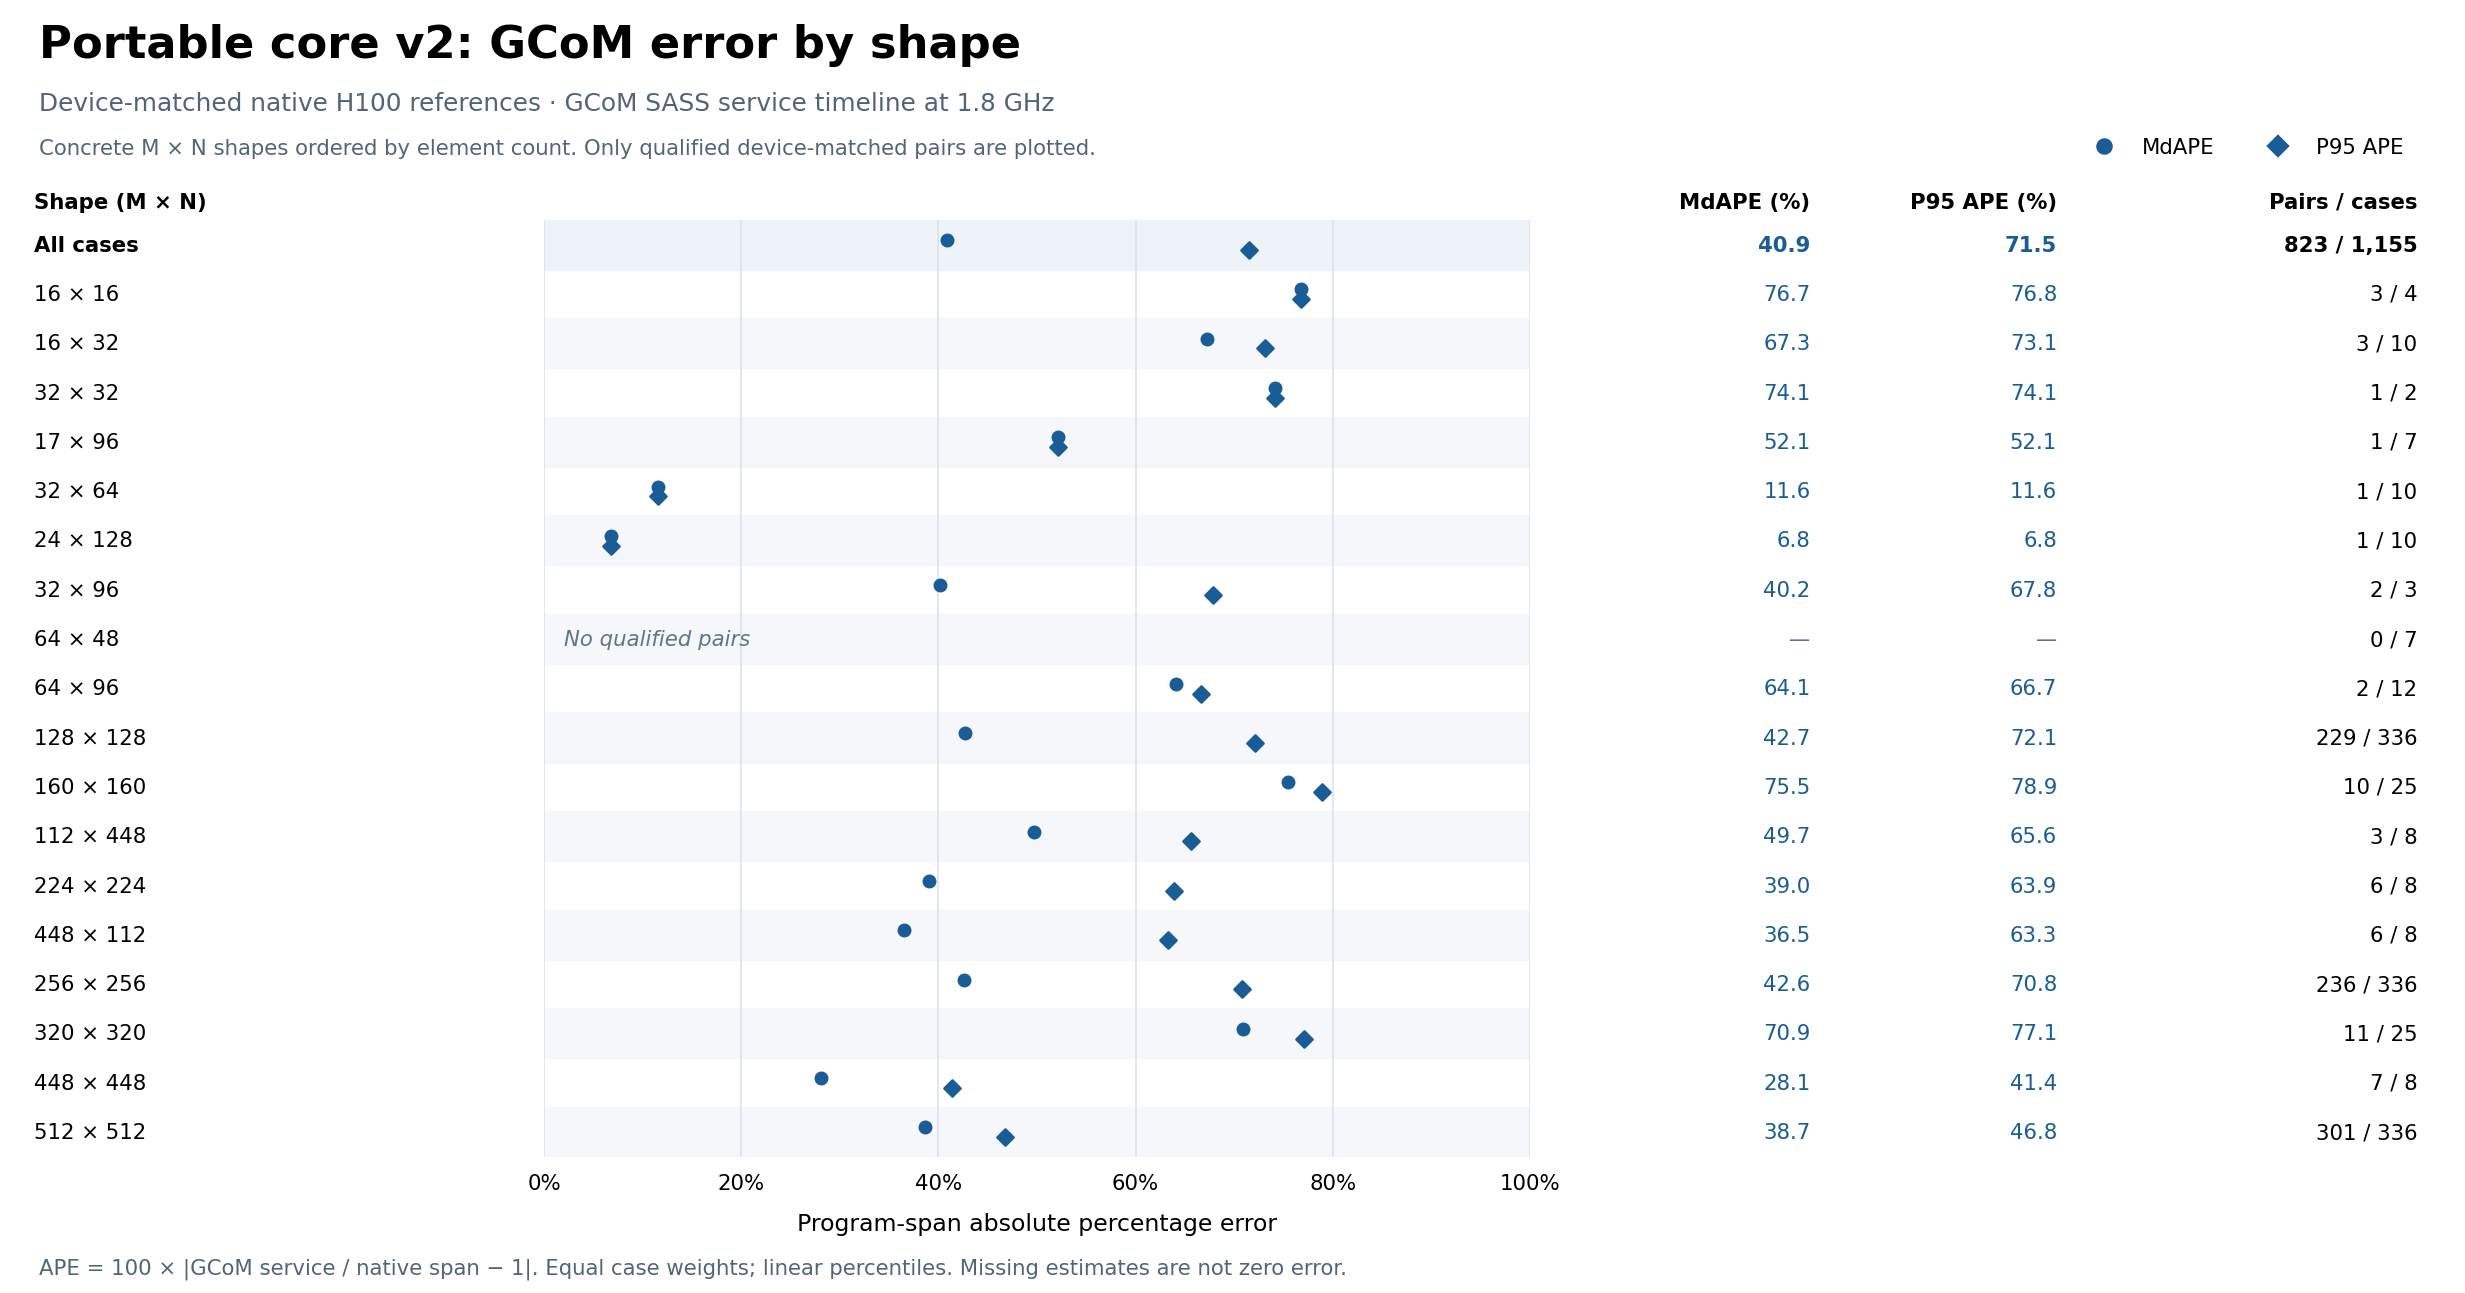 Portable core v2: GCoM error by shape
Device-matched native H100 references · GCoM SASS service timeline at 1.8 GHz
Concrete M × N shapes ordered by element count. Only qualified device-matched pairs are plotted.
MdAPE P95 APE
Shape (M × N) MdAPE (%) P95 APE (%) Pairs / cases
All cases 40.9 71.5 823 / 1,155
16 × 16 76.7 76.8 3 / 4
16 × 32 67.3 73.1 3 / 10
32 × 32 74.1 74.1 1 / 2
17 × 96 52.1 52.1 1 / 7
32 × 64 11.6 11.6 1 / 10
24 × 128 6.8 6.8 1 / 10
32 × 96 40.2 67.8 2 / 3
64 × 48 No qualified pairs — — 0 / 7
64 × 96 64.1 66.7 2 / 12
128 × 128 42.7 72.1 229 / 336
160 × 160 75.5 78.9 10 / 25
112 × 448 49.7 65.6 3 / 8
224 × 224 39.0 63.9 6 / 8
448 × 112 36.5 63.3 6 / 8
256 × 256 42.6 70.8 236 / 336
320 × 320 70.9 77.1 11 / 25
448 × 448 28.1 41.4 7 / 8
512 × 512 38.7 46.8 301 / 336
0% 20% 40% 60% 80% 100%
Program-span absolute percentage error
APE = 100 × |GCoM service / native span − 1|. Equal case weights; linear percentiles. Missing estimates are not zero error.